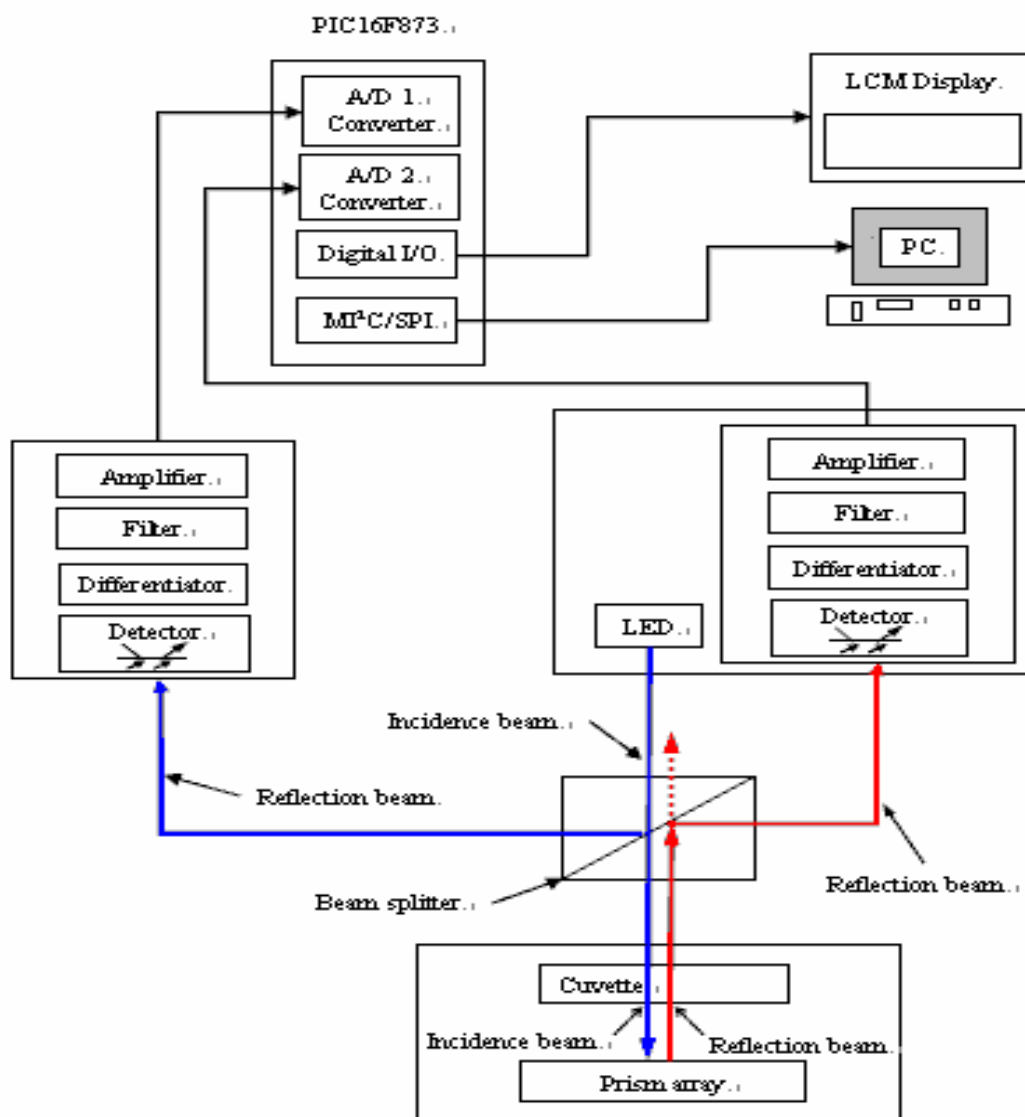 PIC16F873
A/D 1
Converter
A/D 2
Converter
Digital I/O
MI²C/SPI
LCM Display
PC
Amplifier
Filter
Differentiator
Detector
Amplifier
Filter
Differentiator
Detector
LED
Incidence beam
Reflection beam
Beam splitter
Reflection beam
Cuvette
Incidence beam
Reflection beam
Prism array